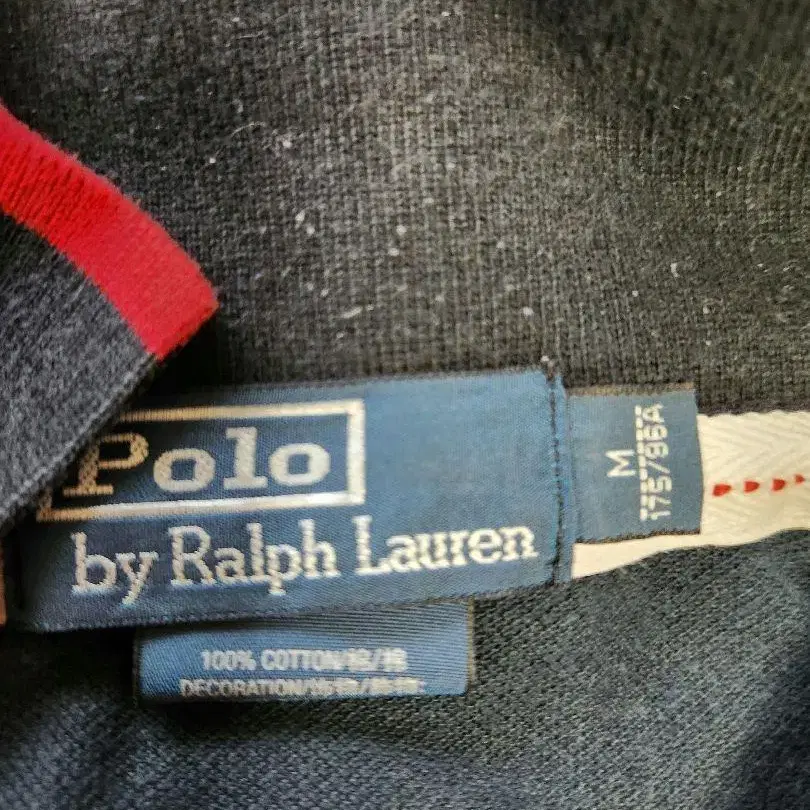 Polo
by Ralph Lauren
M
175/96A
100% COTTON
DECORATION